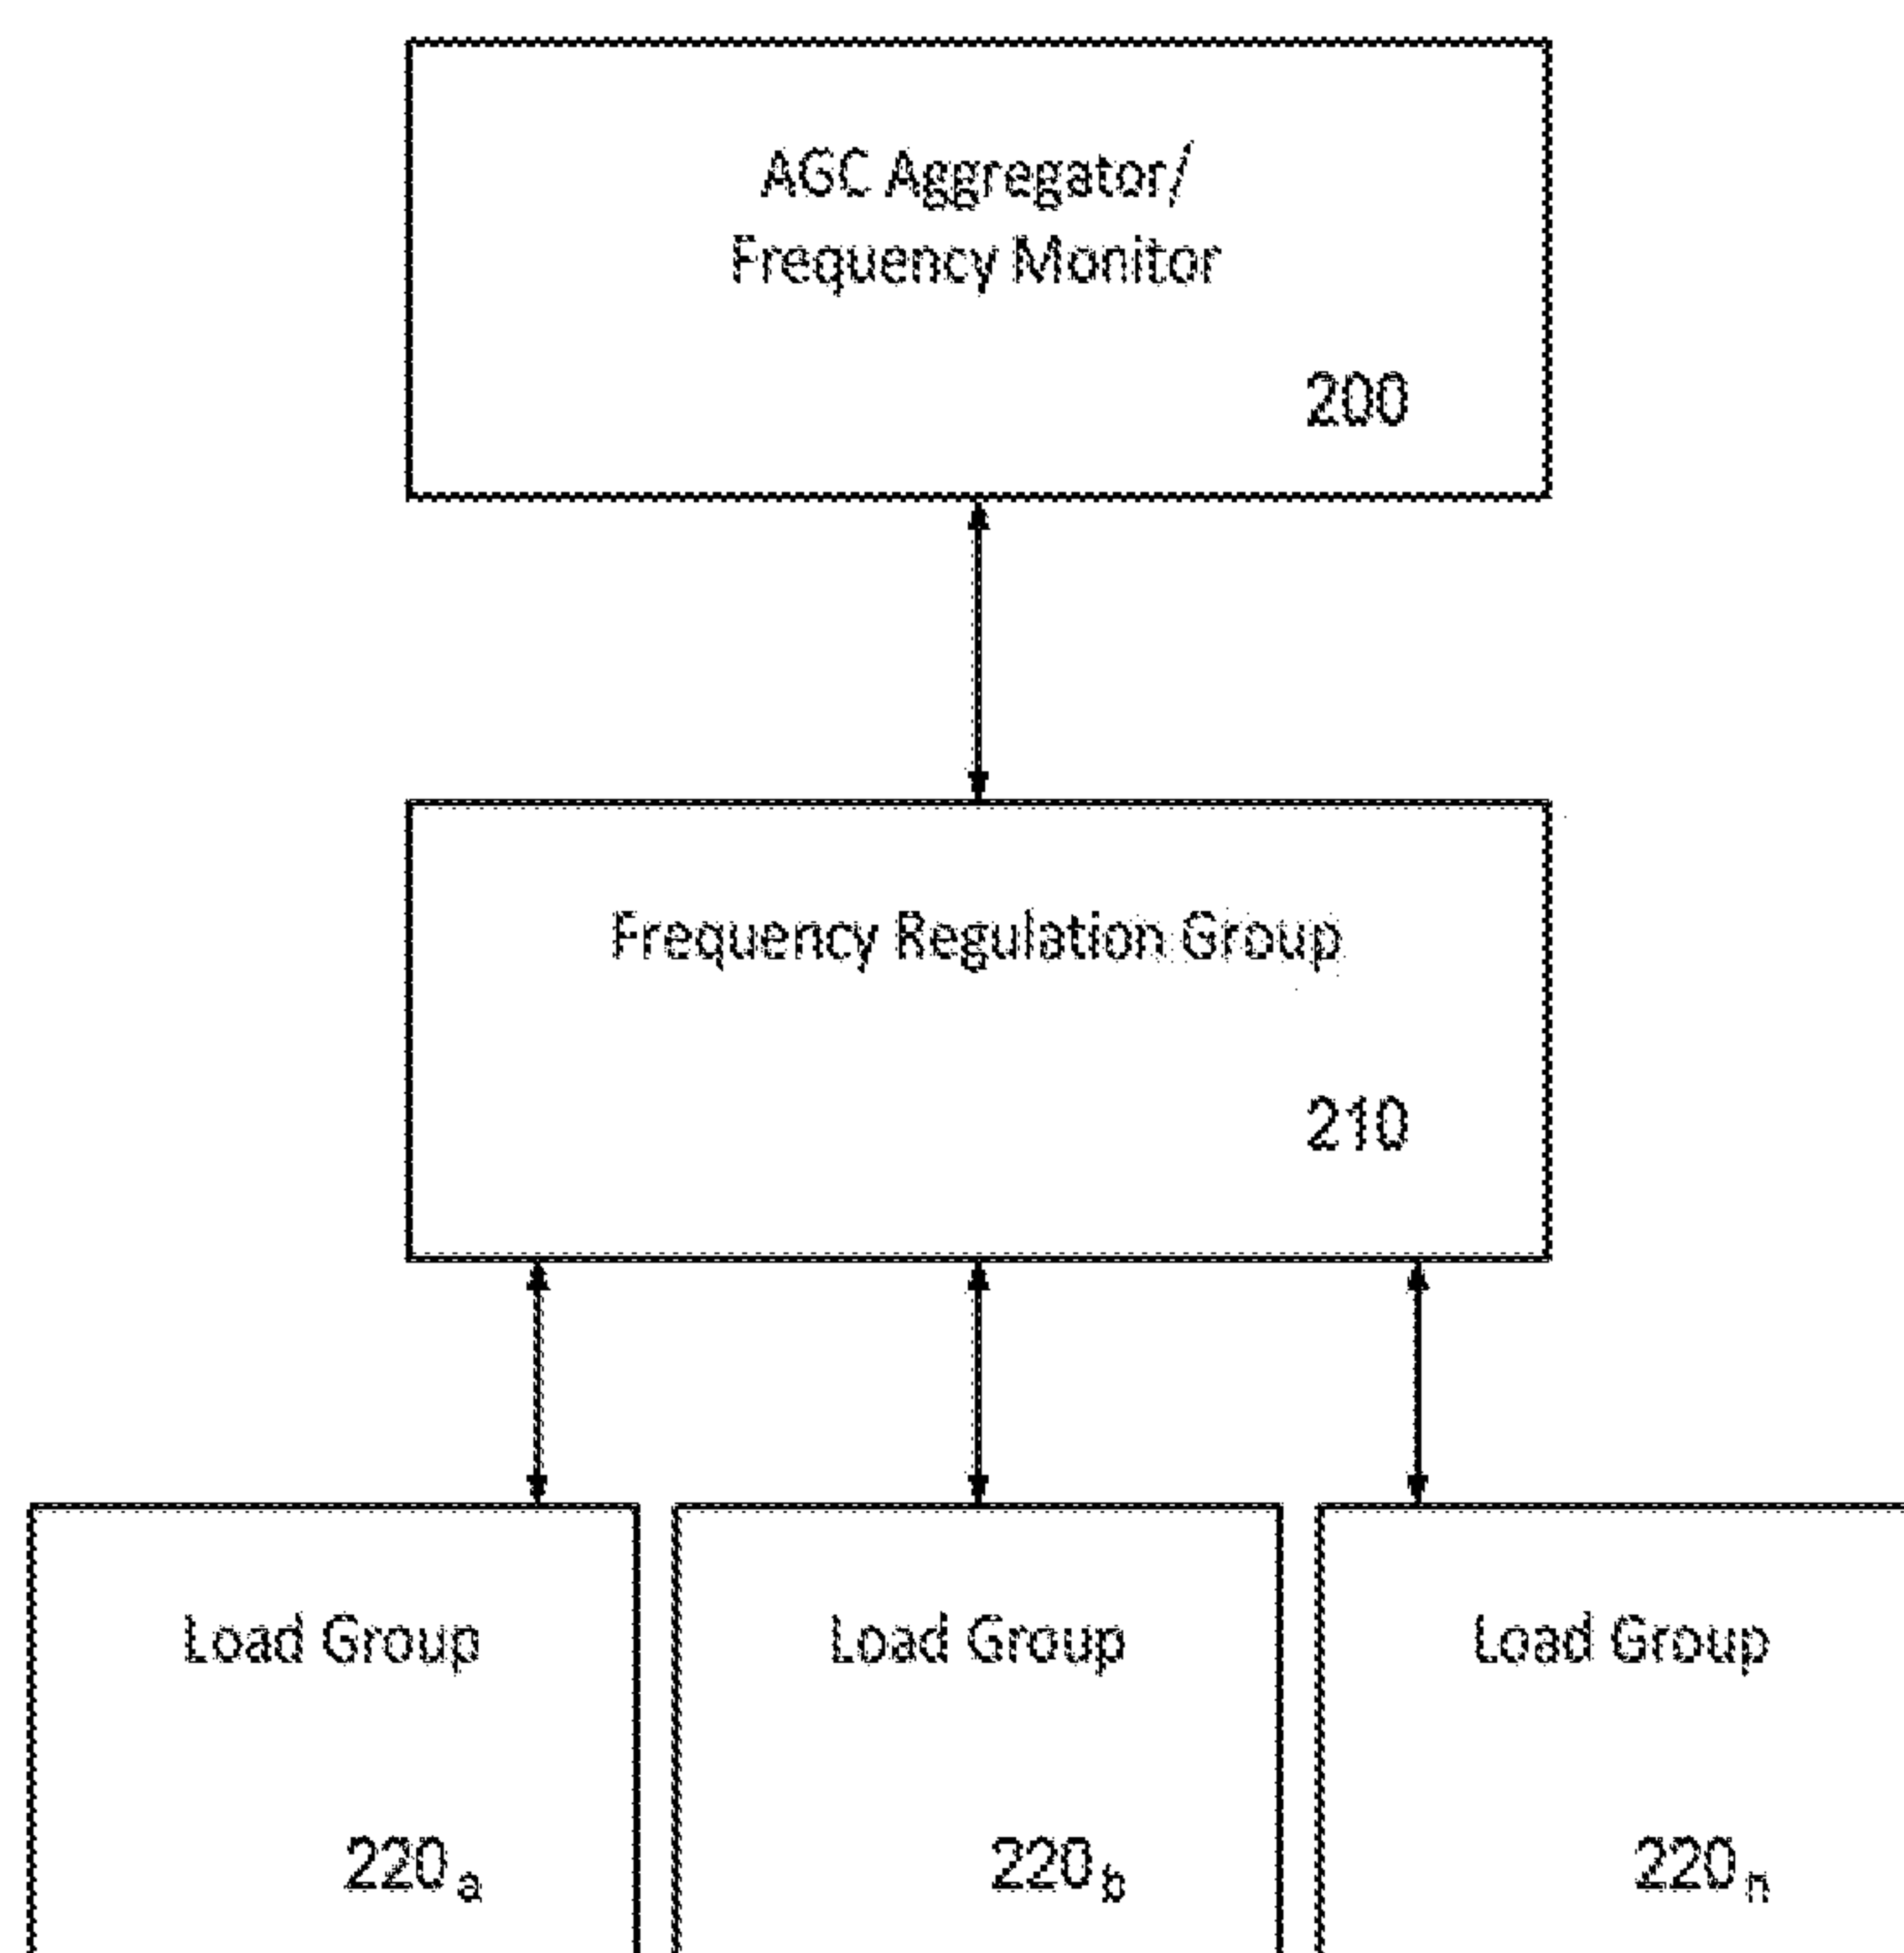 AGC Aggregator/
Frequency Monitor
200
Frequency Regulation Group
210
Load Group
Load Group
Load Group
220a
220b
220n